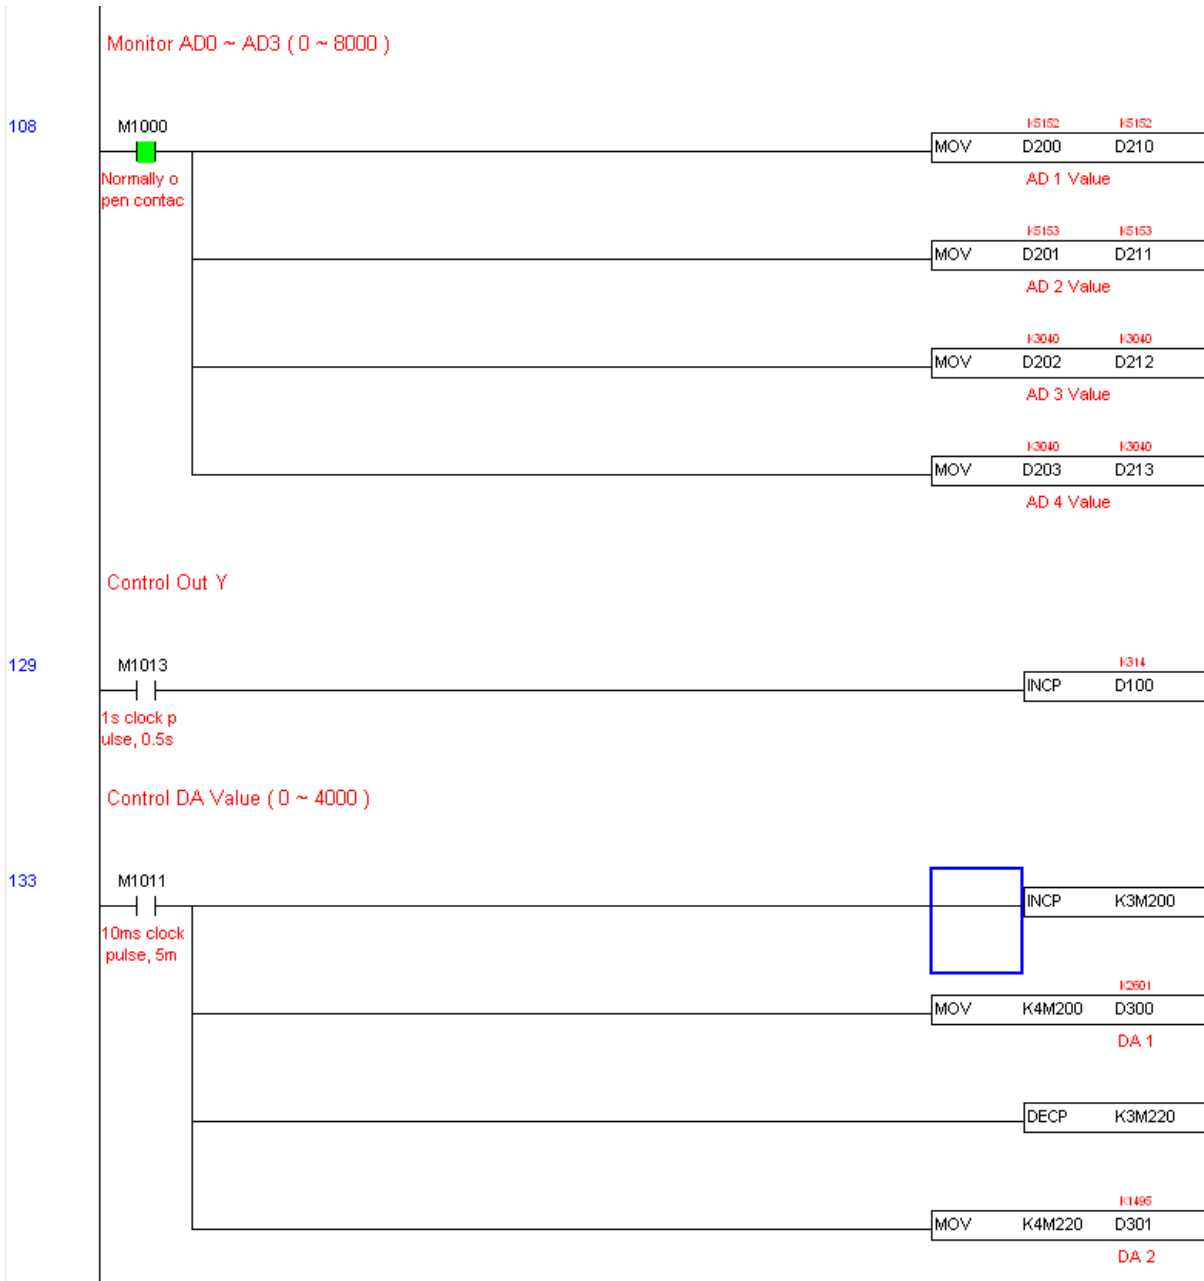 Monitor AD0 ~ AD3 ( 0 ~ 8000 )
108
M1000
K5152 K5152
MOV D200 D210
Normally o
pen contac
AD 1 Value
K5153 K5153
MOV D201 D211
AD 2 Value
K3040 K3040
MOV D202 D212
AD 3 Value
K3040 K3040
MOV D203 D213
AD 4 Value
Control Out Y
129
M1013
K314
INCP D100
1s clock p
ulse, 0.5s
Control DA Value ( 0 ~ 4000 )
133
M1011
INCP K3M200
10ms clock
pulse, 5m
K2601
MOV K4M200 D300
DA 1
DECP K3M220
K1495
MOV K4M220 D301
DA 2